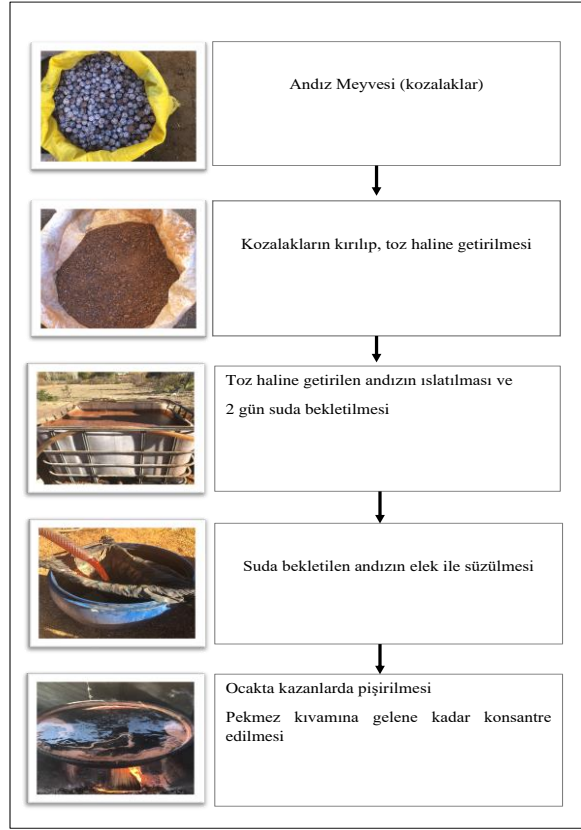 Andız Meyvesi (kozalaklar)
Kozalakların kırılıp, toz haline getirilmesi
Toz haline getirilen andızın ıslatılması ve
2 gün suda bekletilmesi
Suda bekletilen andızın elek ile süzülmesi
Ocakta kazanlarda pişirilmesi
Pekmez kıvamına gelene kadar konsantre
edilmesi